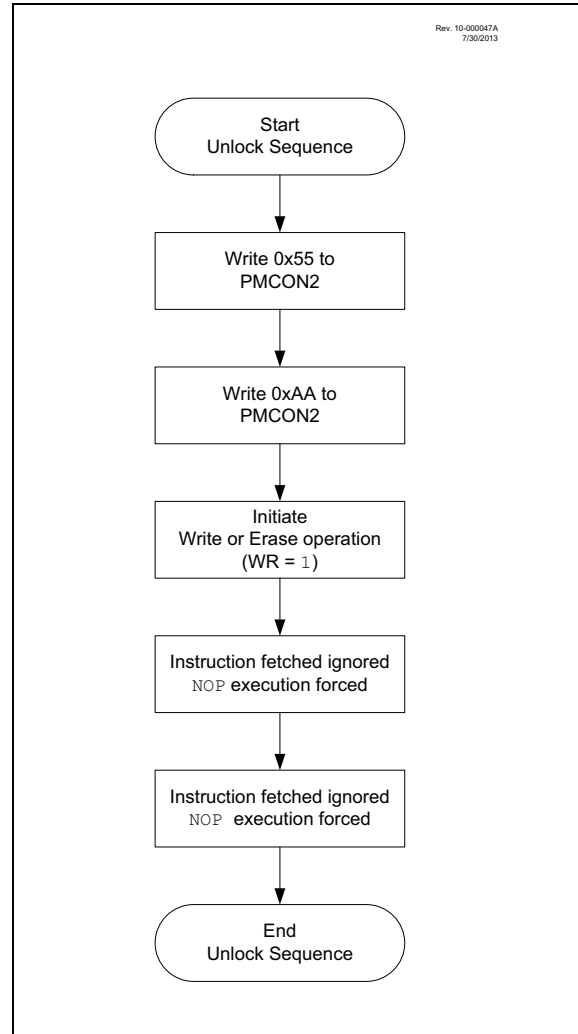 Rev. 10-000047A
7/30/2013
Start
Unlock Sequence
Write 0x55 to
PMCON2
Write 0xAA to
PMCON2
Initiate
Write or Erase operation
(WR = 1)
Instruction fetched ignored
NOP execution forced
Instruction fetched ignored
NOP execution forced
End
Unlock Sequence